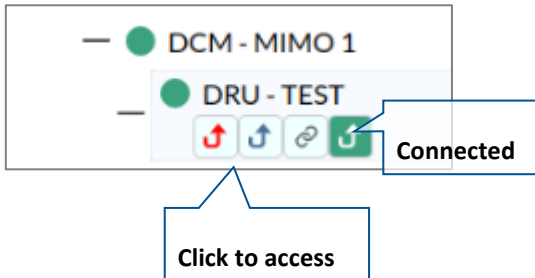 DCM - MIMO 1
DRU - TEST
Connected
Click to access